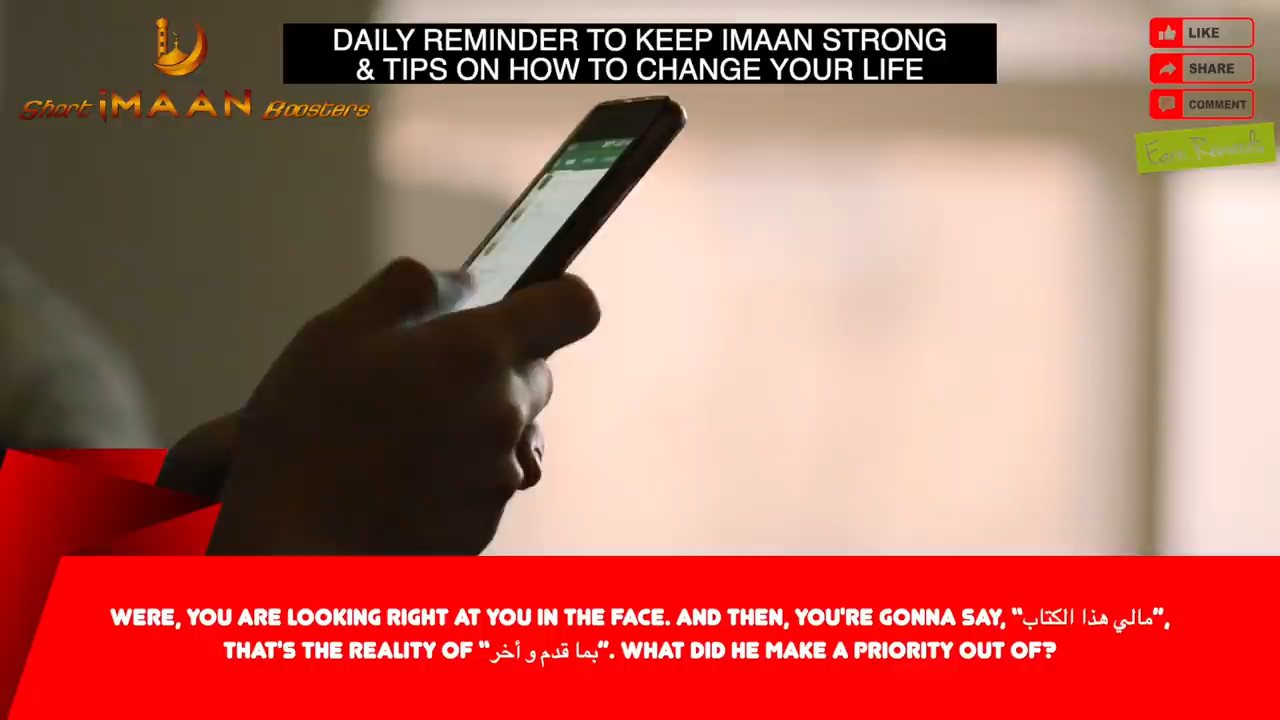 DAILY REMINDER TO KEEP IMAAN STRONG
& TIPS ON HOW TO CHANGE YOUR LIFE
Short iMAAN Boosters
LIKE
SHARE
COMMENT
WERE, YOU ARE LOOKING RIGHT AT YOU IN THE FACE. AND THEN, YOU'RE GONNA SAY, "مالي هذا الكتاب",
THAT'S THE REALITY OF "بما قدم و أخر". WHAT DID HE MAKE A PRIORITY OUT OF?